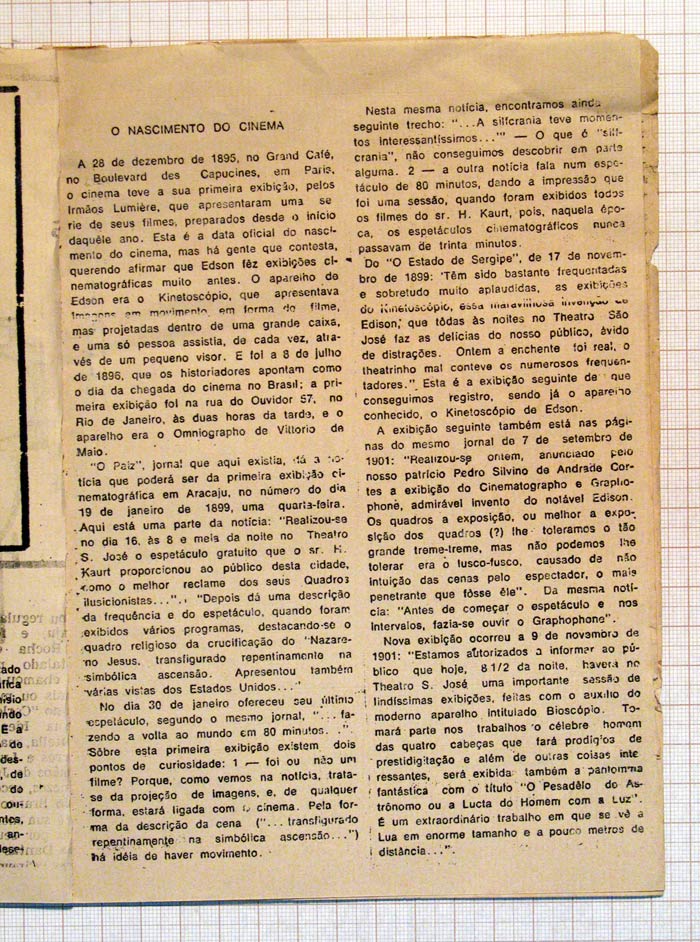 O NASCIMENTO DO CINEMA
A 28 de dezembro de 1895, no Grand Café,
no Boulevard des Capucines, em Paris,
o cinema teve a sua primeira exibição, pelos
Irmãos Lumière, que apresentaram uma se
rie de seus filmes, preparados desde o início
daquêle ano. Esta é a data oficial do nasci-
mento do cinema, mas há gente que contesta,
querendo afirmar que Edson fêz exibições ci-
nematográficas muito antes. O aparelho de
Edson era o Kinetoscópio, que apresentava
Imagens em movimento, em forma de filme,
mas projetadas dentro de uma grande caixa,
e uma só pessoa assistia, de cada vez, atra-
vés de um pequeno visor. E foi a 8 de julho
de 1896, que os historiadores apontam como
o dia da chegada do cinema no Brasil; a pri-
meira exibição foi na rua do Ouvidor 57, no
Rio de Janeiro, às duas horas da tarde, e o
aparelho era o Omniographo de Vittorio de
Maio.
"O Paiz", jornal que aqui existia, dá a no-
tícia que poderá ser da primeira exibição ci-
nematográfica em Aracaju, no número do dia
19 de janeiro de 1899, uma quarta-feira.
Aqui está uma parte da notícia: "Realizou-se
no dia 16, às 8 e meia da noite no Theatro
S. José o espetáculo gratuito que o sr. H.
Kaurt proporcionou ao público desta cidade,
como o melhor reclame dos seus Quadros
ilusicionistas...". "Depois dá uma descrição
da frequência e do espetáculo, quando foram
exibidos vários programas, destacando-se o
quadro religioso da crucificação do "Nazare-
no Jesus, transfigurado repentinamente na
simbólica ascensão. Apresentou também
várias vistas dos Estados Unidos..."
No dia 30 de janeiro ofereceu seu último
espetáculo, segundo o mesmo jornal, "...fa-
zendo a volta ao mundo em 80 minutos. .."
Sôbre esta primeira exibição existem dois
pontos de curiosidade: 1 — foi ou não um
filme? Porque, como vemos na notícia, trata-
se da projeção de imagens, e, de qualquer
forma, estará ligada com o cinema. Pela for-
ma da descrição da cena ("...transfigurado
repentinamente na simbólica ascensão...")
há idéia de haver movimento.
Nesta mesma notícia, encontramos ainda
seguinte trecho: "...A silfcrania teve momen-
tos interessantíssimos..." — O que é "silf-
crania", não conseguimos descobrir em parte
alguma. 2 — a outra notícia fala num espe-
táculo de 80 minutos, dando a impressão que
foi uma sessão, quando foram exibidos todos
os filmes do sr. H. Kaurt, pois, naquela épo-
ca, os espetáculos cinematográficos nunca
passavam de trinta minutos.
Do "O Estado de Sergipe", de 17 de novem-
bro de 1899: "Têm sido bastante frequentadas
e sobretudo muito aplaudidas, as exibições
do Kinetoscópio, essa maravilhosa invenção de
Edison, que tôdas às noites no Theatro São
José faz as delícias do nosso público, ávido
de distrações. Ontem a enchente foi real, o
theatrinho mal conteve os numerosos frequen-
tadores." Esta é a exibição seguinte de que
conseguimos registro, sendo já o aparelho
conhecido, o Kinetoscópio de Edson.
A exibição seguinte também está nas pági-
nas do mesmo jornal de 7 de setembro de
1901: "Realizou-se ontem, anunciado pelo
nosso patrício Pedro Silvino de Andrade Cor-
tes a exibição do Cinematographo e Grapho-
phone, admirável invento do notável Edison.
Os quadros a exposição, ou melhor a expo-
sição dos quadros (?) lhe toleramos o tão
grande treme-treme, mas não podemos lhe
tolerar era o lusco-fusco, causado de não
intuição das cenas pelo espectador, o mais
penetrante que fôsse êle". Da mesma notí-
cia: "Antes de começar o espetáculo e nos
Intervalos, fazia-se ouvir o Graphophone".
Nova exibição ocorreu a 9 de novembro de
1901: "Estamos autorizados a informar ao pú-
blico que hoje, 8 1/2 da noite, haverá no
Theatro S. José uma importante sessão de
lindíssimas exibições, feitas com o auxílio do
moderno aparelho intitulado Bioscópio. To-
mará parte nos trabalhos o célebre homem
das quatro cabeças que fará prodígios de
prestidigitação e além de outras coisas inte
ressantes, será exibida também a pantomima
fantástica com o título "O Pesadêlo do As-
trônomo ou a Lucta do Homem com a Luz".
É um extraordinário trabalho em que se vê a
Lua em enorme tamanho e a pouco metros de
distância...".